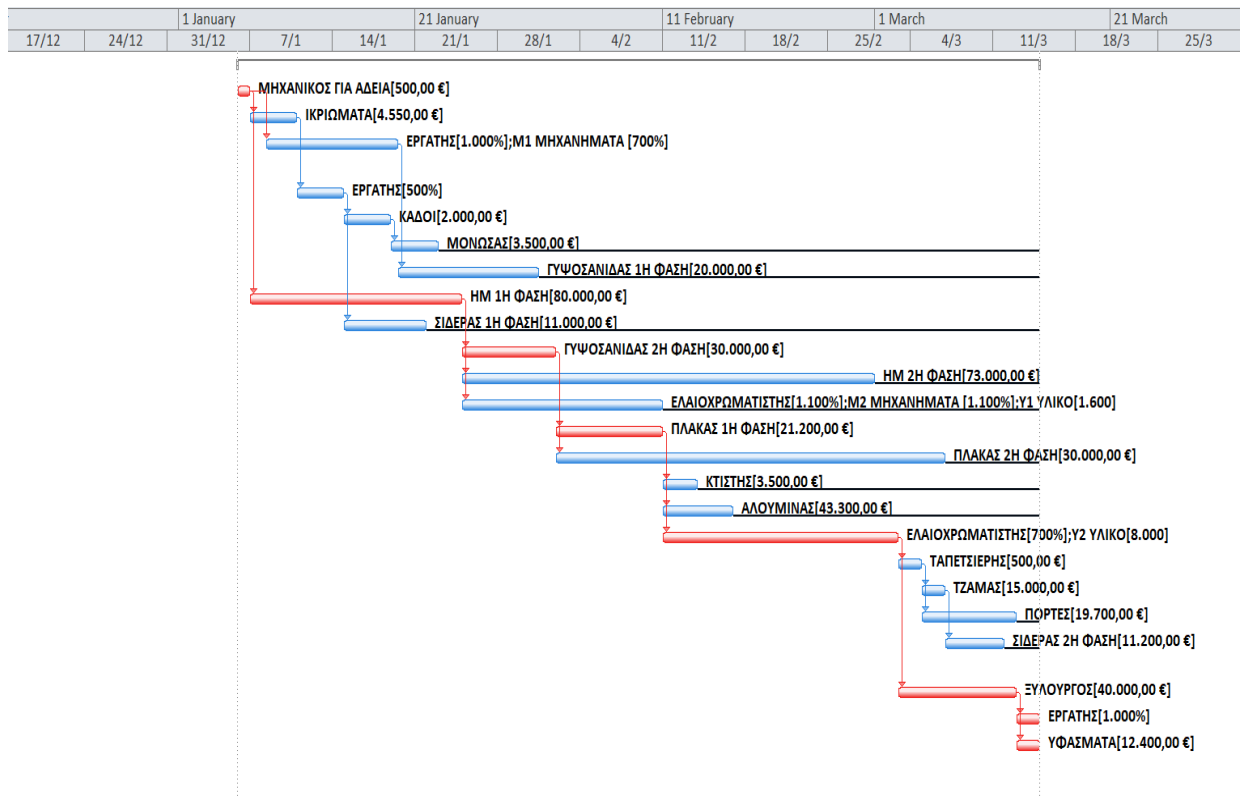 1 January 21 January 11 February 1 March 21 March
17/12 24/12 31/12 7/1 14/1 21/1 28/1 4/2 11/2 18/2 25/2 4/3 11/3 18/3 25/3
ΜΗΧΑΝΙΚΟΣ ΓΙΑ ΑΔΕΙΑ[500,00 €]
ΙΚΡΙΩΜΑΤΑ[4.550,00 €]
ΕΡΓΑΤΗΣ[1.000%];Μ1 ΜΗΧΑΝΗΜΑΤΑ [700%]
ΕΡΓΑΤΗΣ[500%]
ΚΑΔΟΙ[2.000,00 €]
ΜΟΝΩΣΑΣ[3.500,00 €]
ΓΥΨΟΣΑΝΙΔΑΣ 1Η ΦΑΣΗ[20.000,00 €]
ΗΜ 1Η ΦΑΣΗ[80.000,00 €]
ΣΙΔΕΡΑΣ 1Η ΦΑΣΗ[11.000,00 €]
ΓΥΨΟΣΑΝΙΔΑΣ 2Η ΦΑΣΗ[30.000,00 €]
ΗΜ 2Η ΦΑΣΗ[73.000,00 €]
ΕΛΑΙΟΧΡΩΜΑΤΙΣΤΗΣ[1.100%];Μ2 ΜΗΧΑΝΗΜΑΤΑ [1.100%];Υ1 ΥΛΙΚΟ[1.600]
ΠΛΑΚΑΣ 1Η ΦΑΣΗ[21.200,00 €]
ΠΛΑΚΑΣ 2Η ΦΑΣΗ[30.000,00 €]
ΚΤΙΣΤΗΣ[3.500,00 €]
ΑΛΟΥΜΙΝΑΣ[43.300,00 €]
ΕΛΑΙΟΧΡΩΜΑΤΙΣΤΗΣ[700%];Υ2 ΥΛΙΚΟ[8.000]
ΤΑΠΕΤΣΙΕΡΗΣ[500,00 €]
ΤΖΑΜΑΣ[15.000,00 €]
ΠΟΡΤΕΣ[19.700,00 €]
ΣΙΔΕΡΑΣ 2Η ΦΑΣΗ[11.200,00 €]
ΞΥΛΟΥΡΓΟΣ[40.000,00 €]
ΕΡΓΑΤΗΣ[1.000%]
ΥΦΑΣΜΑΤΑ[12.400,00 €]